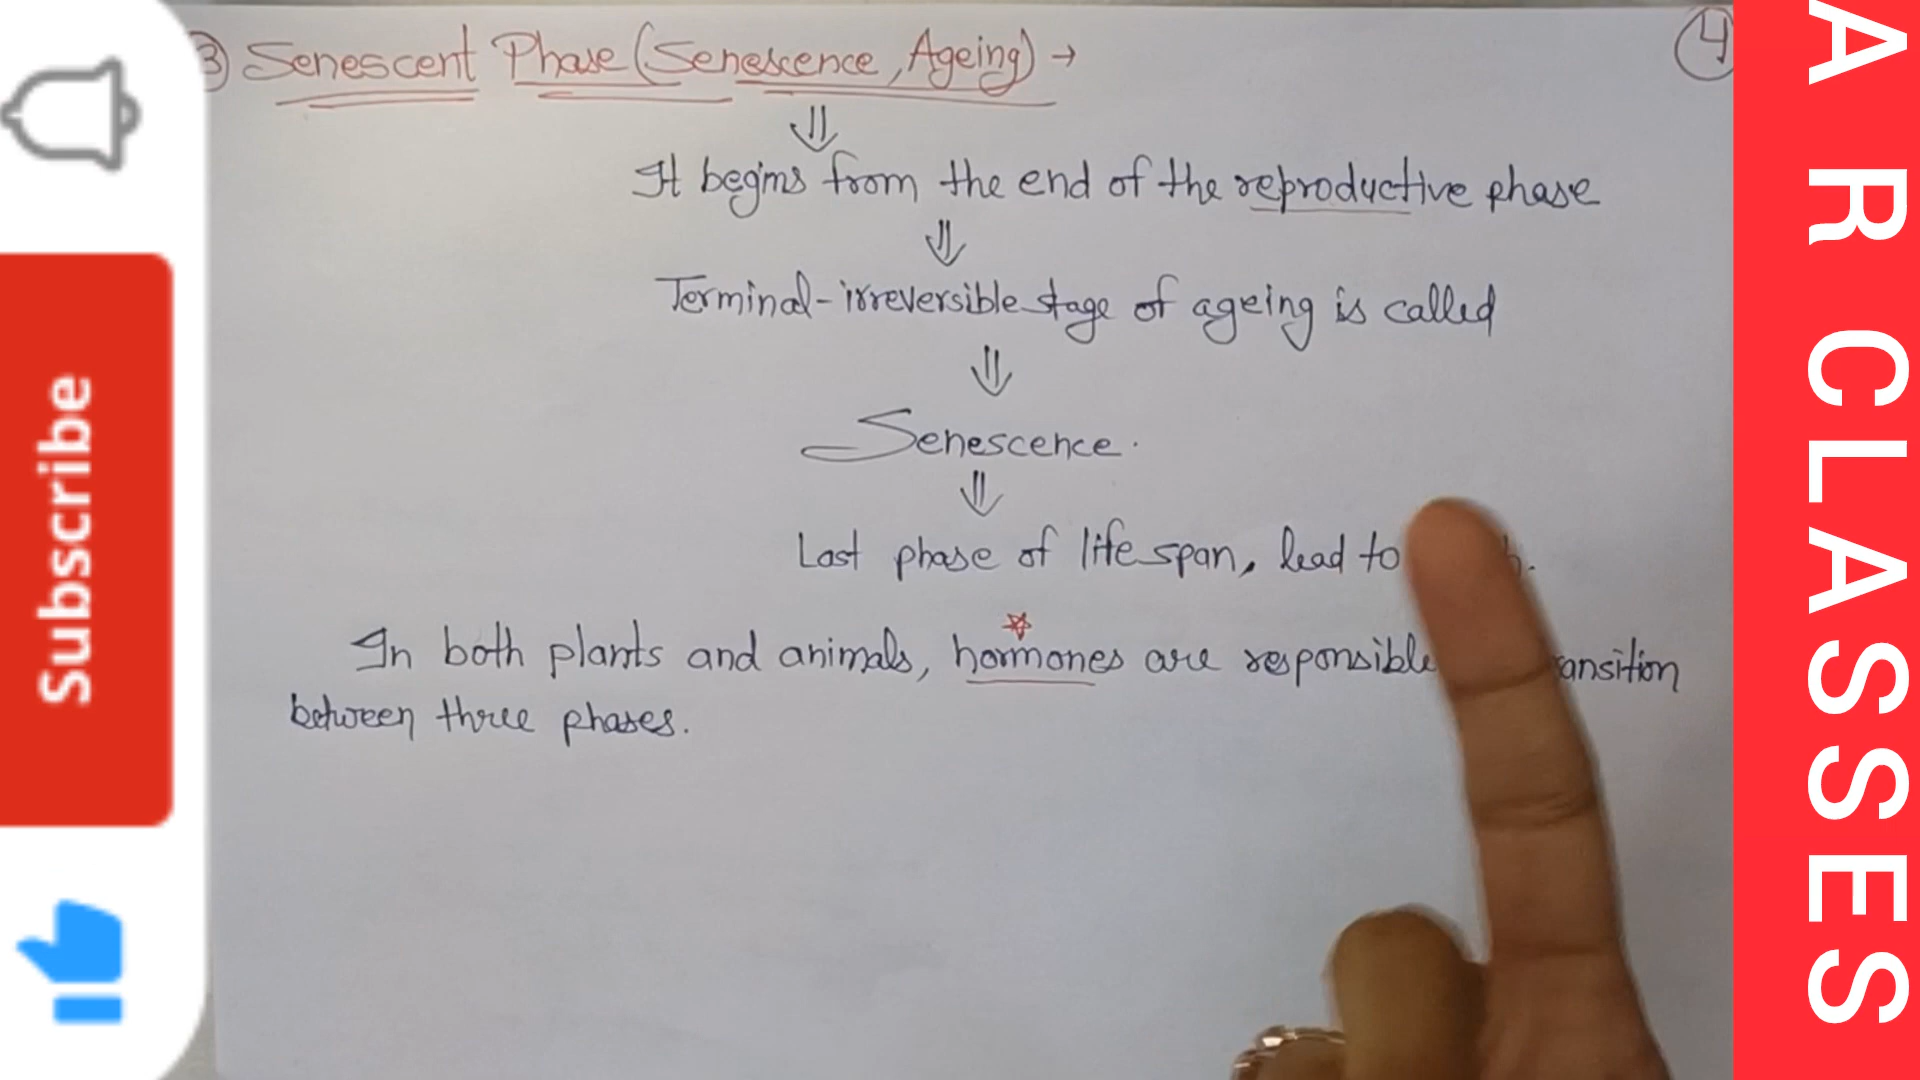 3 Senescent Phase (Senescence, Ageing) →
4
⇓
It begins from the end of the reproductive phase
⇓
Terminal-irreversible stage of ageing is called
⇓
Senescence.
⇓
Last phase of life span, lead to
In both plants and animals, hormones are responsible
between three phases.
Subscribe
A R CLASSES